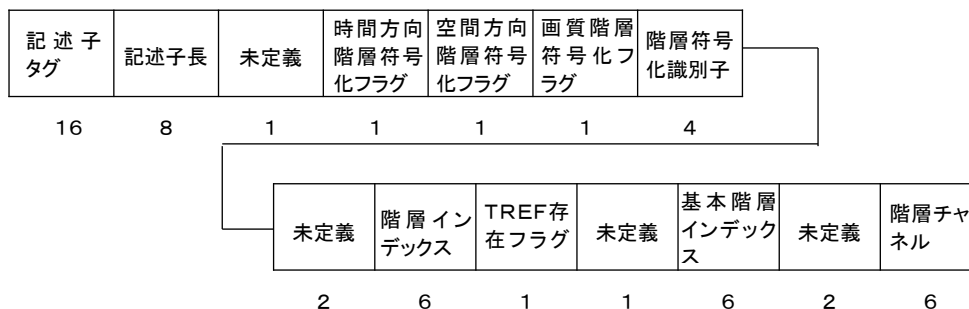 記述子
タグ
記述子長
未定義
時間方向
階層符号
化フラグ
空間方向
階層符号
化フラグ
画質階層
符号化フ
ラグ
階層符号
化識別子
16 8 1 1 1 1 4
未定義
階層イン
デックス
TREF存
在フラグ
未定義
基本階層
インデック
ス
未定義
階層チャ
ネル
2 6 1 1 6 2 6